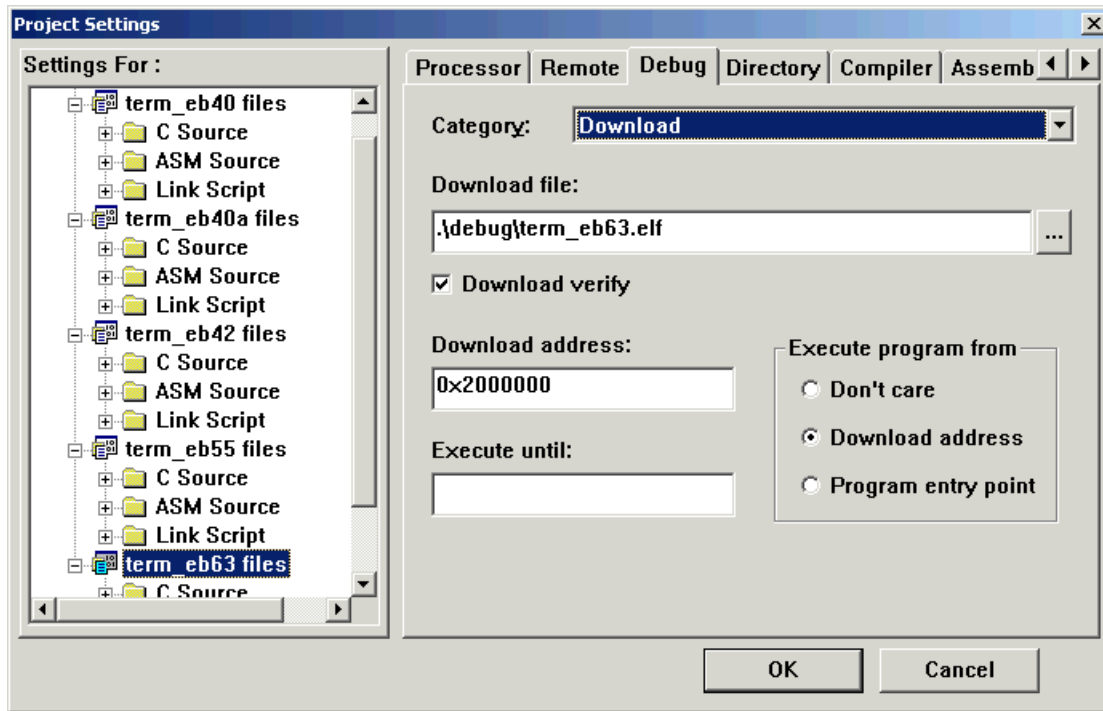 Project Settings
Settings For :
term_eb40 files
C Source
ASM Source
Link Script
term_eb40a files
C Source
ASM Source
Link Script
term_eb42 files
C Source
ASM Source
Link Script
term_eb55 files
C Source
ASM Source
Link Script
term_eb63 files
C Source
Processor Remote Debug Directory Compiler Assemb
Category: Download
Download file:
.\debug\term_eb63.elf
...
Download verify
Download address:
0x2000000
Execute until:
Execute program from
Don't care
Download address
Program entry point
OK Cancel